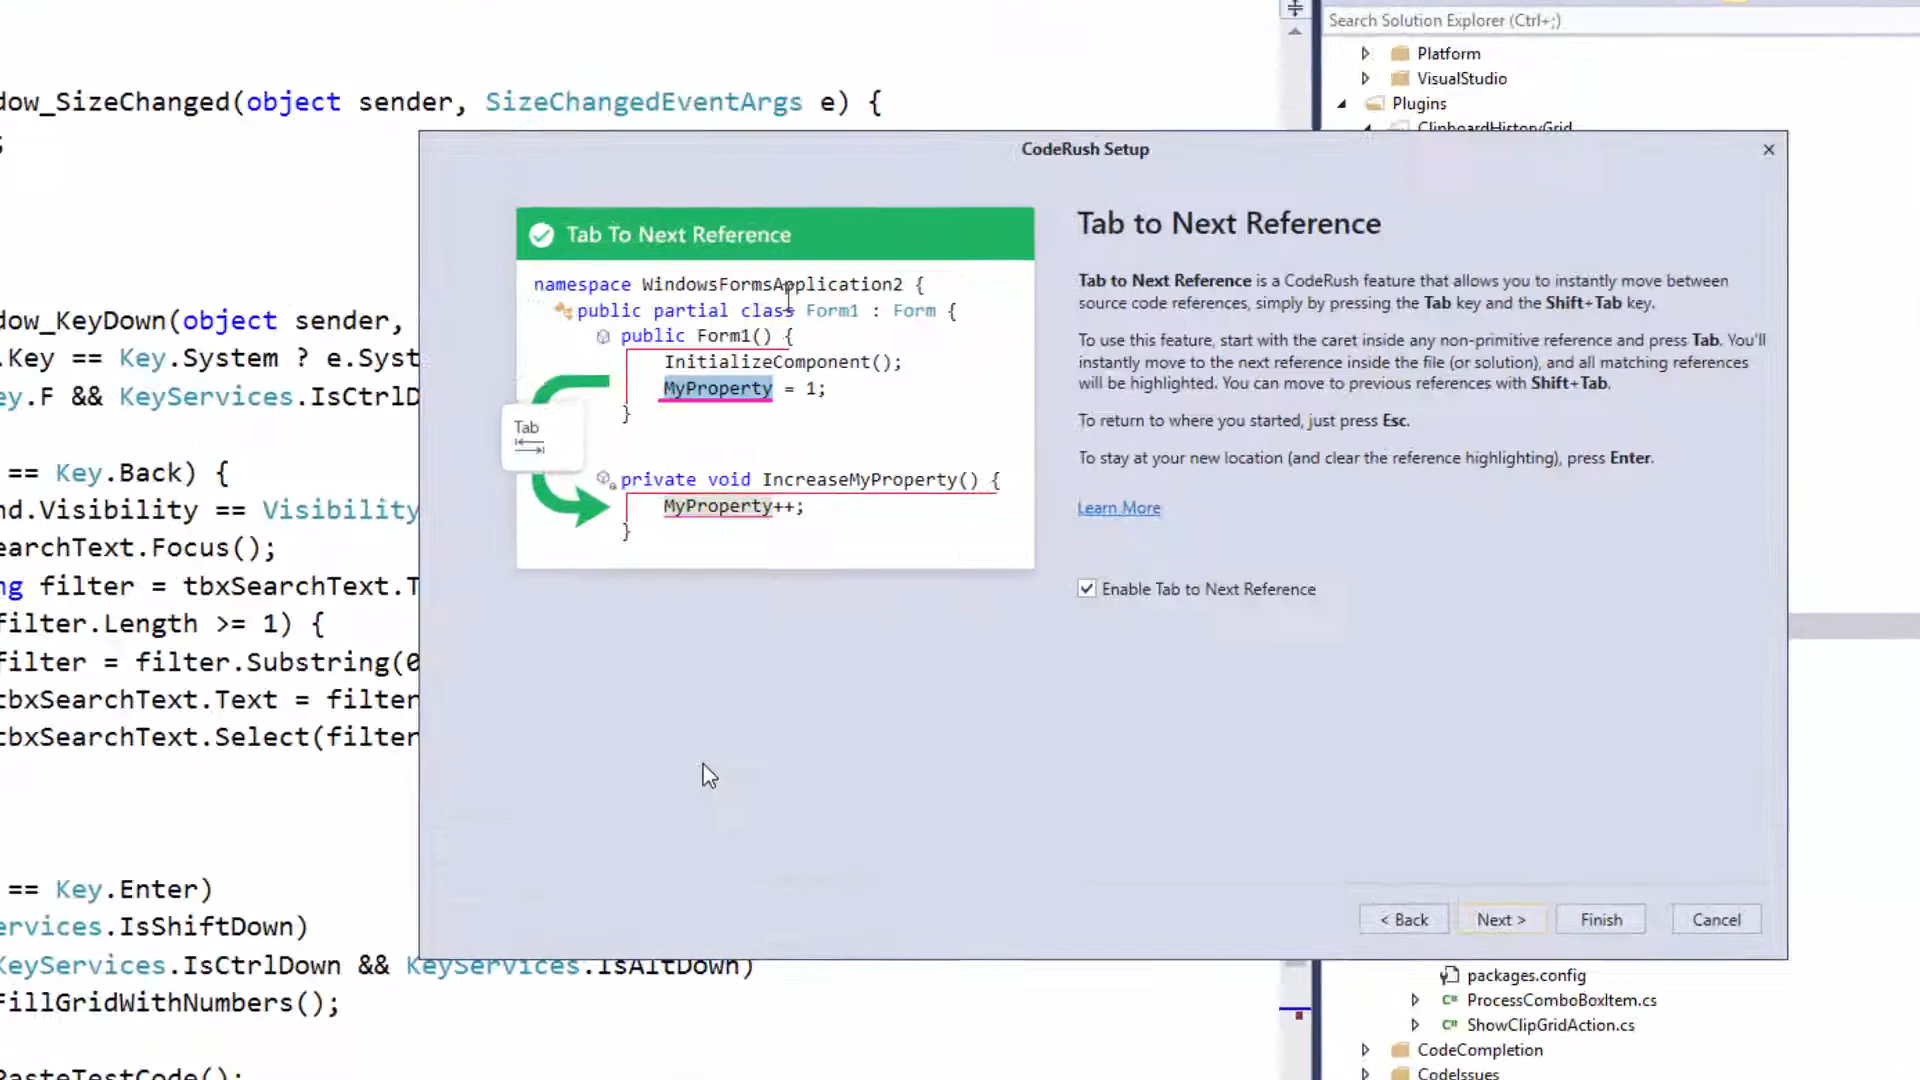 dow_SizeChanged(object sender, SizeChangedEventArgs e) {
;
dow_KeyDown(object sender,
.Key == Key.System ? e.Syst
ey.F && KeyServices.IsCtrlD
== Key.Back) {
nd.Visibility == Visibility
earchText.Focus();
ng filter = tbxSearchText.T
filter.Length >= 1) {
filter = filter.Substring(0
tbxSearchText.Text = filter
tbxSearchText.Select(filter
== Key.Enter)
ervices.IsShiftDown)
KeyServices.IsCtrlDown && KeyServices.IsAltDown)
FillGridWithNumbers();
PasteTestCode();
Search Solution Explorer (Ctrl+;)
Platform
VisualStudio
Plugins
ClipboardHistoryGrid
CodeRush Setup
Tab To Next Reference
namespace WindowsFormsApplication2 {
public partial class Form1 : Form {
public Form1() {
InitializeComponent();
MyProperty = 1;
}
Tab
private void IncreaseMyProperty() {
MyProperty++;
}
Tab to Next Reference
Tab to Next Reference is a CodeRush feature that allows you to instantly move between
source code references, simply by pressing the Tab key and the Shift+Tab key.
To use this feature, start with the caret inside any non-primitive reference and press Tab. You'll
instantly move to the next reference inside the file (or solution), and all matching references
will be highlighted. You can move to previous references with Shift+Tab.
To return to where you started, just press Esc.
To stay at your new location (and clear the reference highlighting), press Enter.
Learn More
Enable Tab to Next Reference
< Back
Next >
Finish
Cancel
packages.config
C# ProcessComboBoxItem.cs
C# ShowClipGridAction.cs
CodeCompletion
CodeIssues